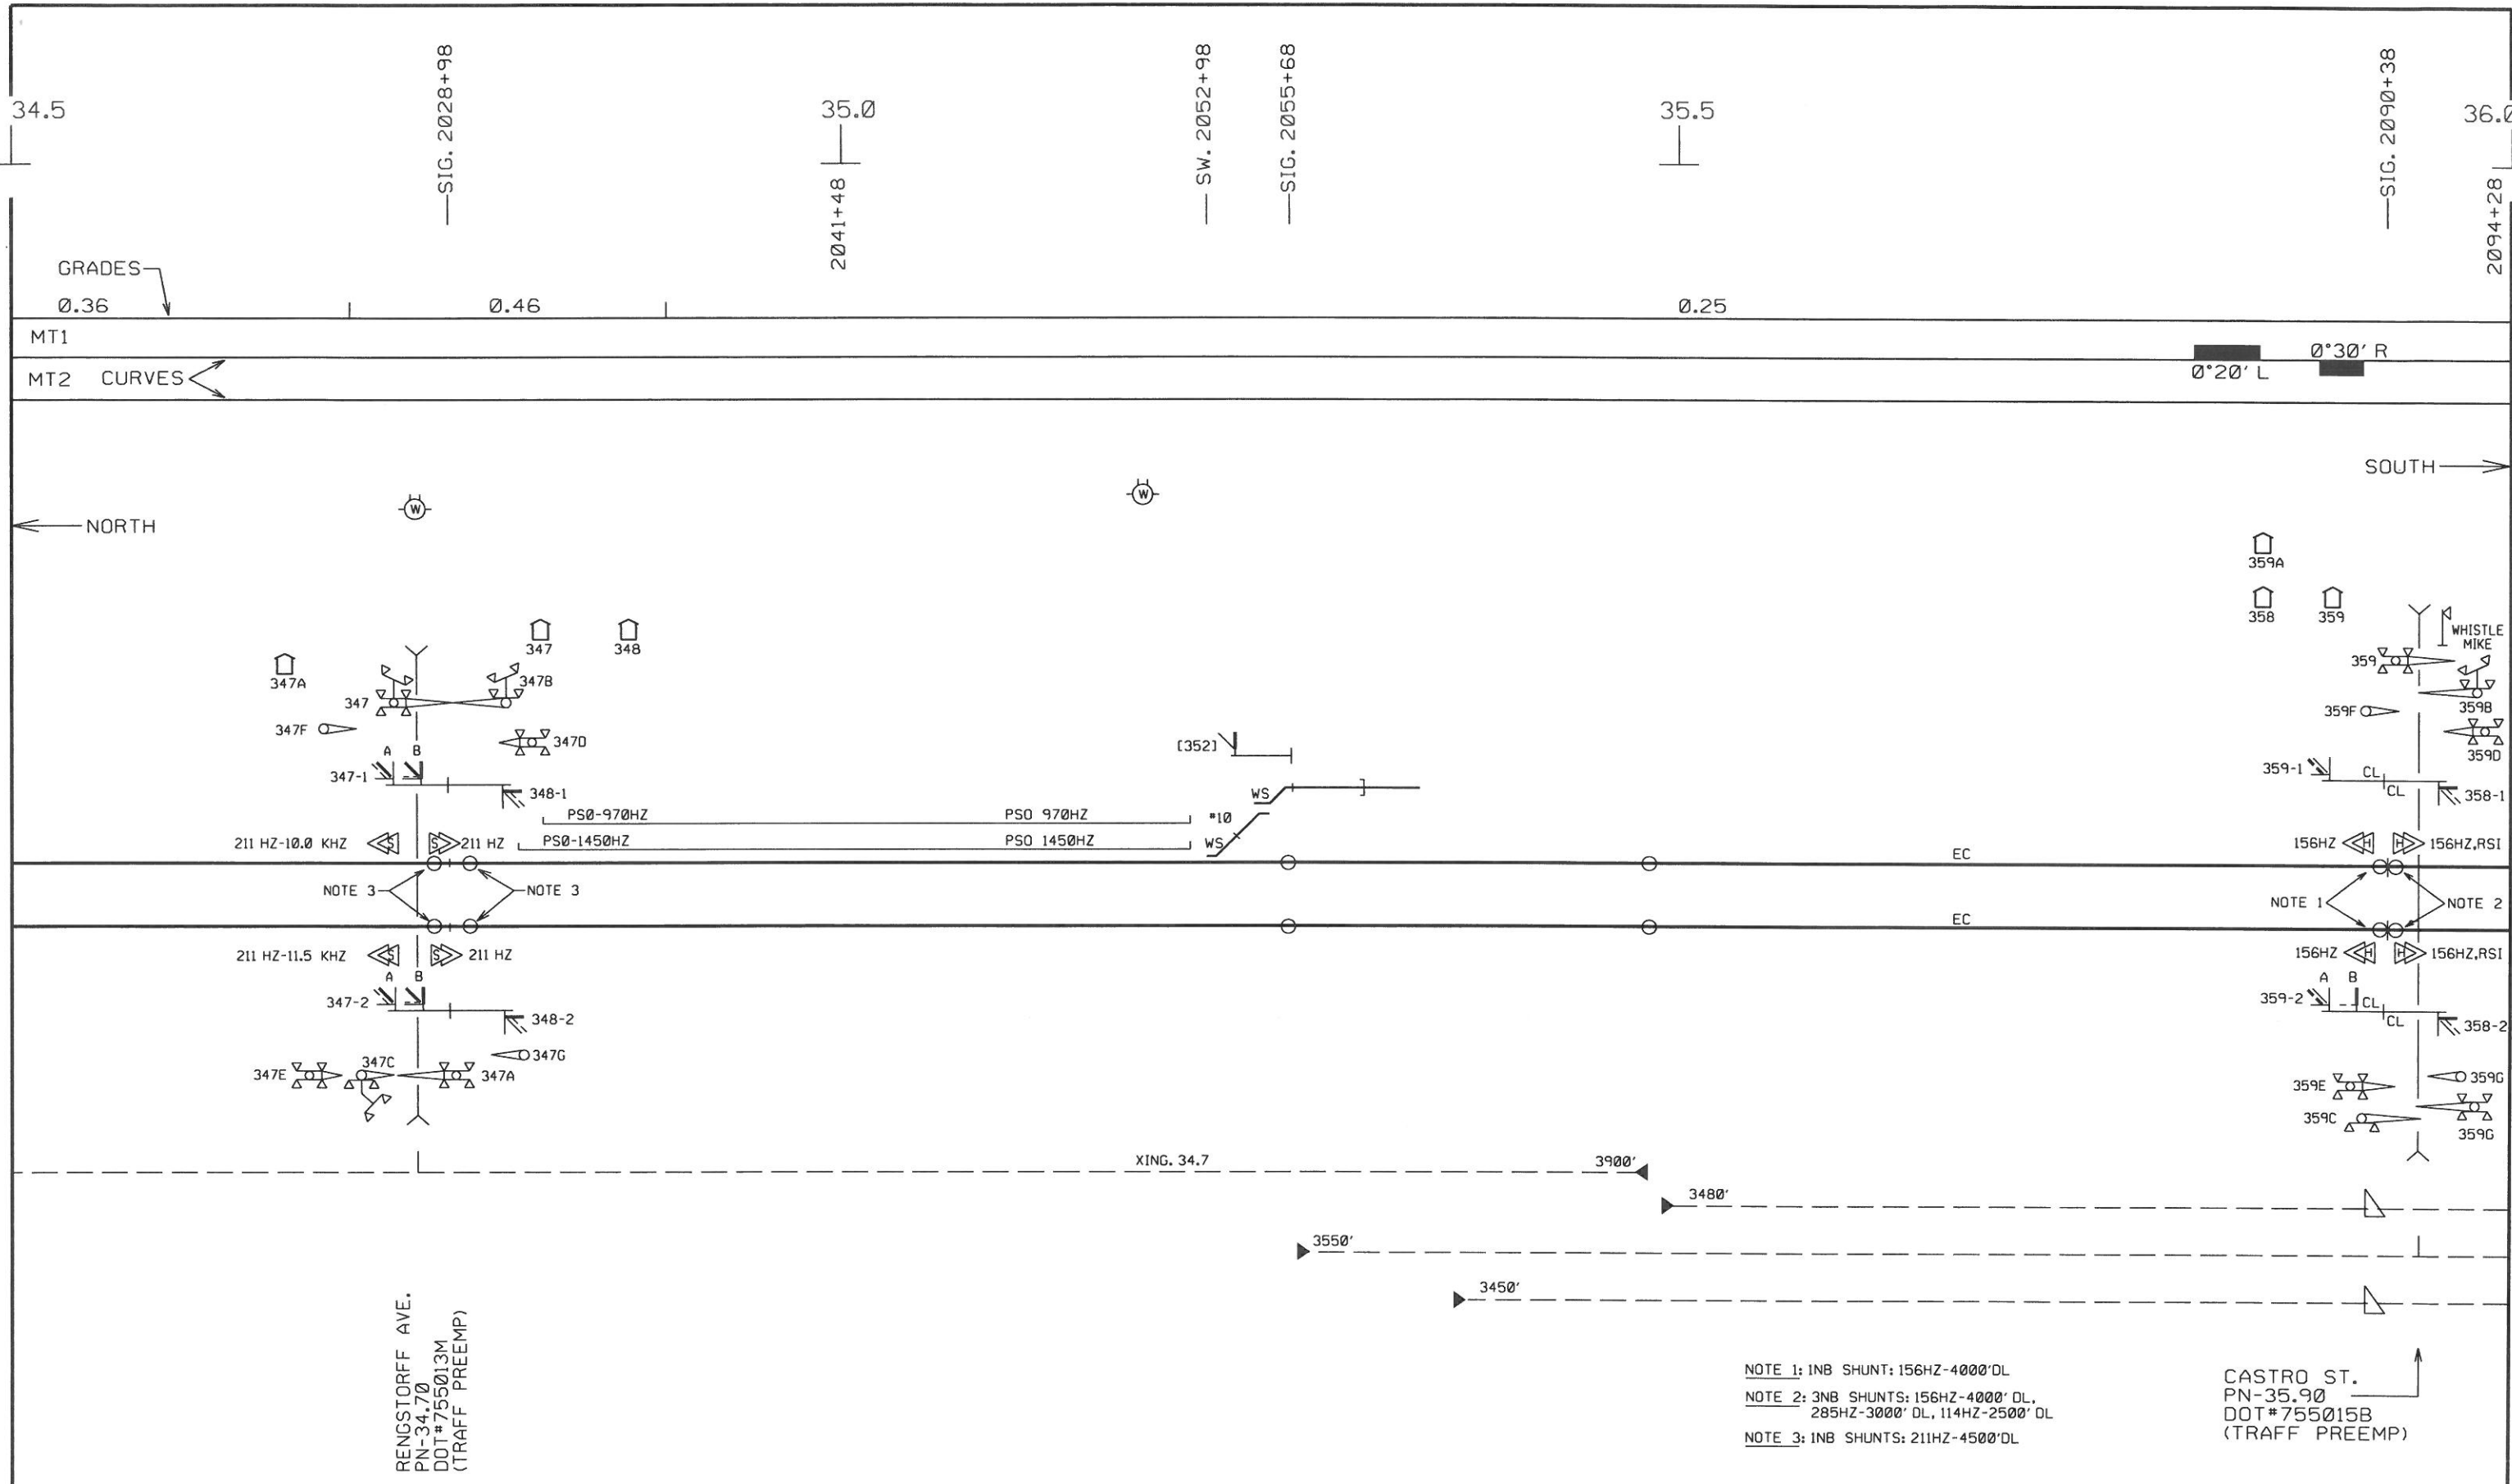 34.5
SIG. 2028+98
35.0
2041+48
SW. 2052+98
SIG. 2055+68
35.5
SIG. 2090+38
36.0
2094+28
GRADES
0.36
0.46
0.25
MT1
MT2 CURVES
0°30' R
0°20' L
SOUTH
NORTH
W
W
359A
358
359
WHISTLE
MIKE
347
348
347A
347
347B
347F
347D
A B
347-1
348-1
[352]
WS
#10
WS
359
359B
359F
359D
359-1
CL
CL
358-1
PSO-970HZ
PSO 970HZ
PSO-1450HZ
PSO 1450HZ
211 HZ-10.0 KHZ
S
S
211 HZ
156HZ
H
H
156HZ,RSI
EC
NOTE 3
NOTE 3
NOTE 1
NOTE 2
EC
211 HZ-11.5 KHZ
S
S
211 HZ
156HZ
H
H
156HZ,RSI
A B
347-2
348-2
A B
359-2
CL
CL
358-2
347G
347E
347C
347A
359E
359G
359C
359G
XING. 34.7
3900'
3480'
3550'
3450'
RENGSTORFF AVE.
PN-34.70
DOT#755013M
(TRAFF PREEMP)
NOTE 1: 1NB SHUNT: 156HZ-4000'DL
NOTE 2: 3NB SHUNTS: 156HZ-4000' DL,
285HZ-3000' DL, 114HZ-2500' DL
NOTE 3: 1NB SHUNTS: 211HZ-4500'DL
CASTRO ST.
PN-35.90
DOT#755015B
(TRAFF PREEMP)